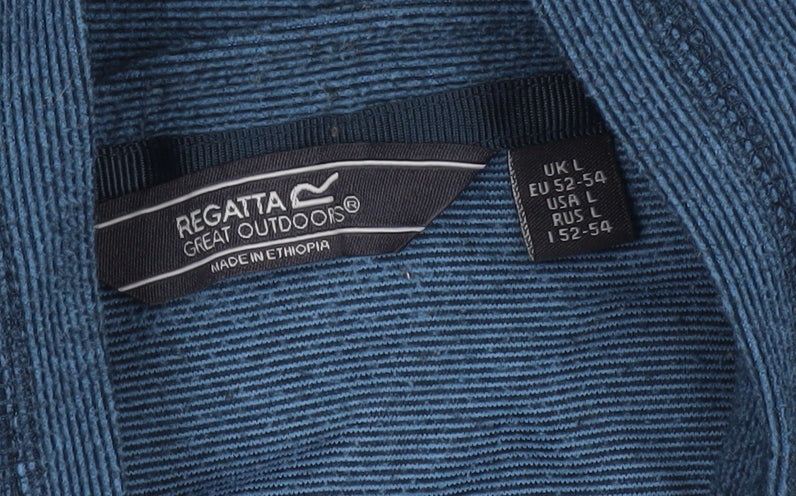 REGATTA
GREAT OUTDOORS®
MADE IN ETHIOPIA
UK L
EU 52-54
USA L
RUS L
I 52-54